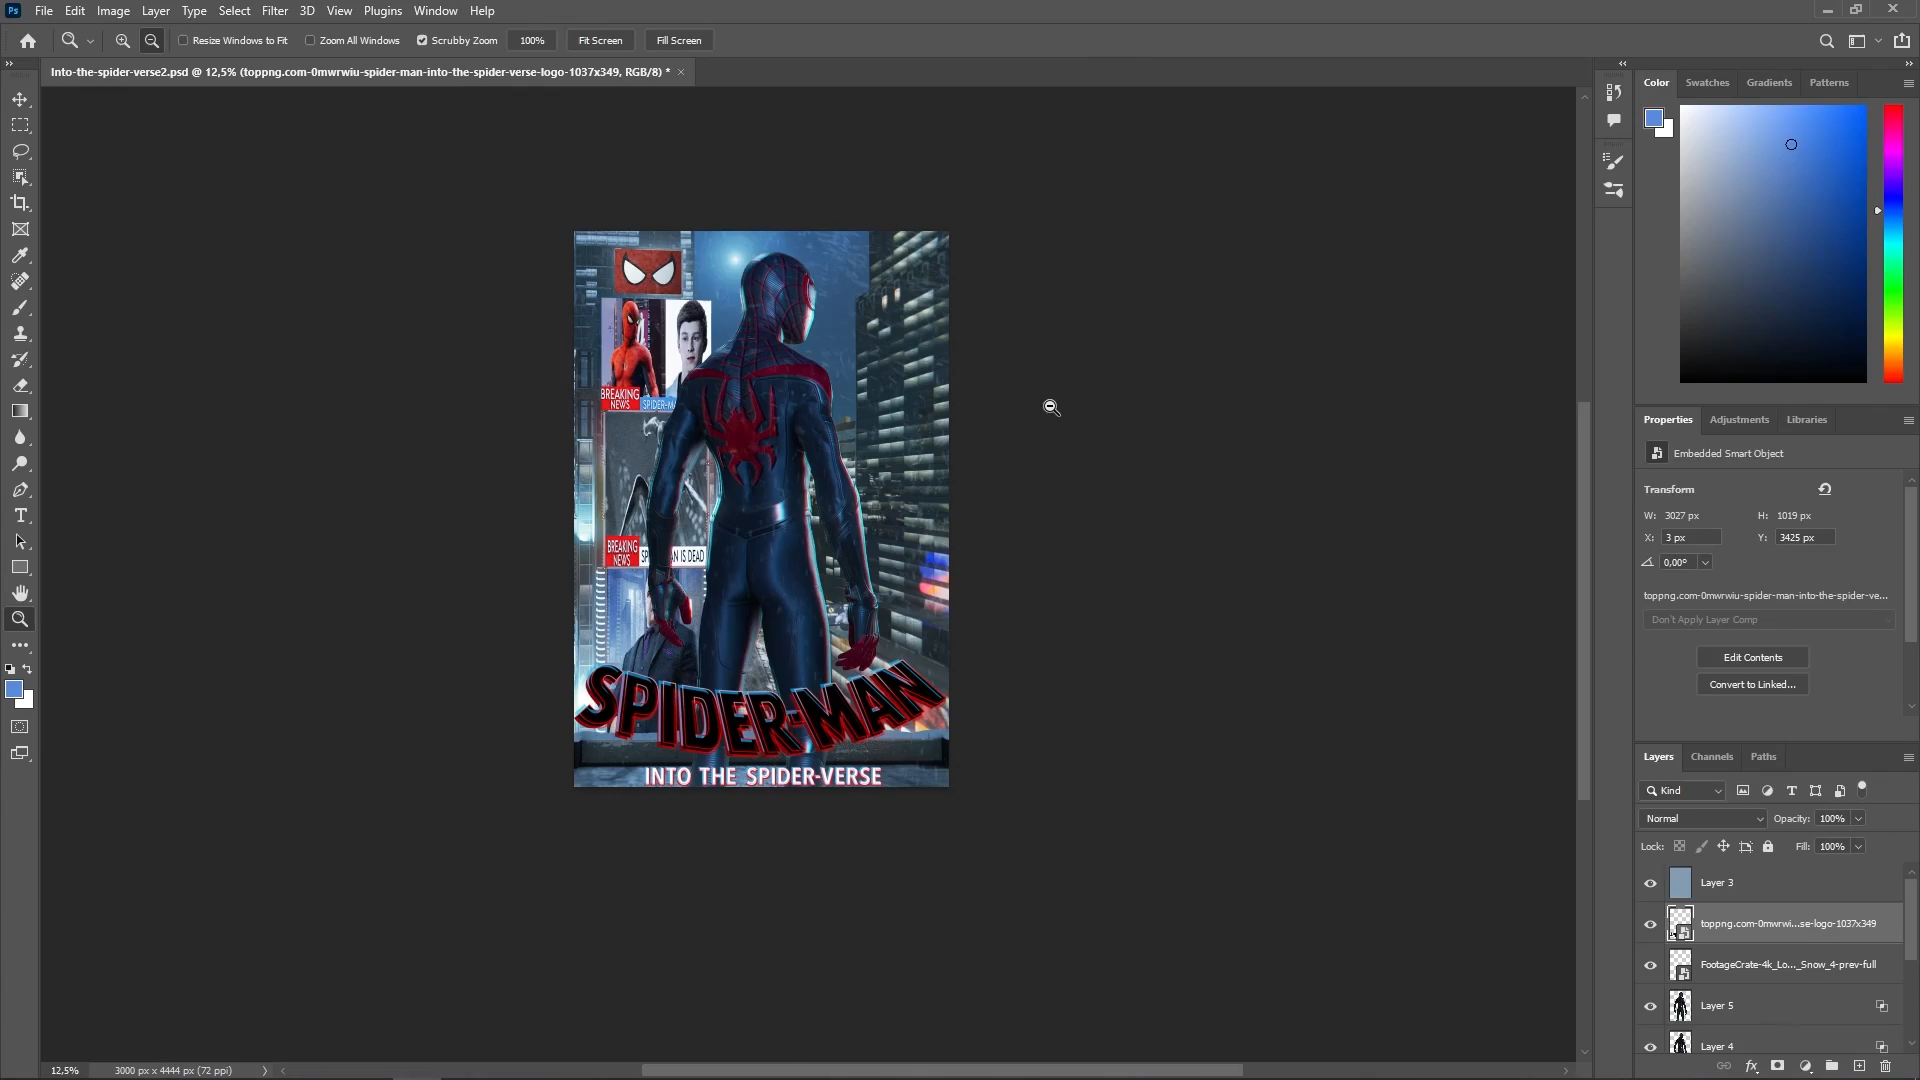 Ps File Edit Image Layer Type Select Filter 3D View Plugins Window Help
Resize Windows to Fit Zoom All Windows Scrubby Zoom 100% Fit Screen Fill Screen
Into-the-spider-verse2.psd @ 12,5% (toppng.com-0mwrwiu-spider-man-into-the-spider-verse-logo-1037x349, RGB/8) *
Color Swatches Gradients Patterns
BREAKING
NEWS
SPIDER-MA
BREAKING
NEWS
SP
AN IS DEAD
SPIDER-MAN
INTO THE SPIDER-VERSE
Properties Adjustments Libraries
Embedded Smart Object
Transform
W: 3027 px H: 1019 px
X: 3 px Y: 3425 px
0,00°
toppng.com-0mwrwiu-spider-man-into-the-spider-ve...
Don't Apply Layer Comp
Edit Contents
Convert to Linked...
Layers Channels Paths
Kind
Normal Opacity: 100%
Lock: Fill: 100%
Layer 3
toppng.com-0mwrwi...se-logo-1037x349
FootageCrate-4k_Lo..._Snow_4-prev-full
Layer 5
Layer 4
fx
12,5% 3000 px x 4444 px (72 ppi)